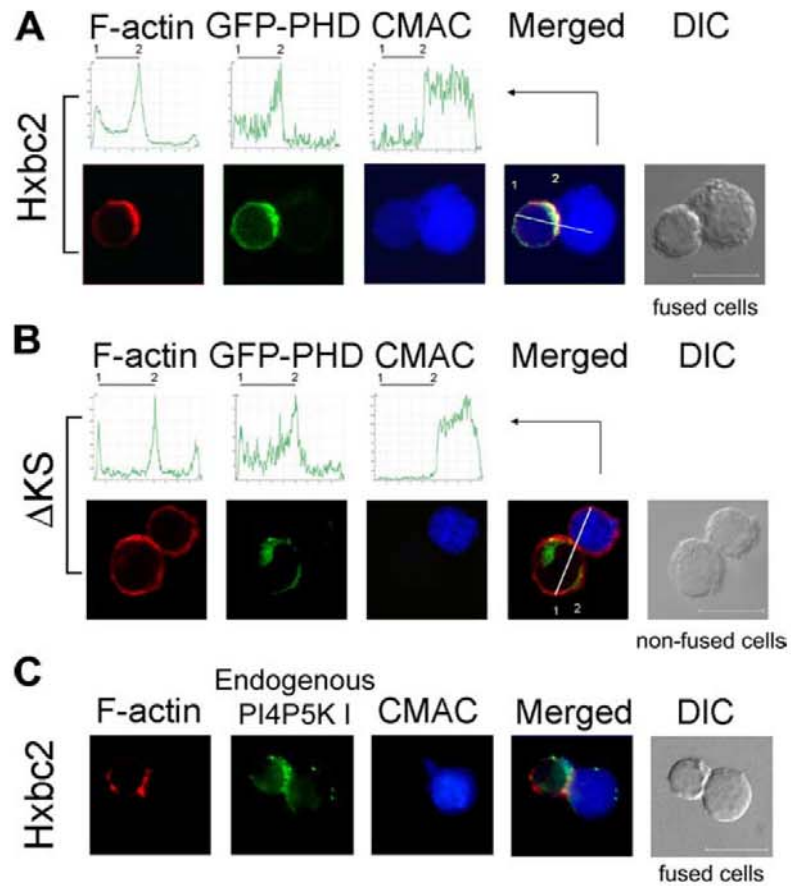 A
F-actin GFP-PHD CMAC Merged DIC
1 2 1 2 1 2
Hxbc2
1 2
fused cells
B
F-actin GFP-PHD CMAC Merged DIC
1 2 1 2 1 2
ΔKS
1 2
non-fused cells
C
Endogenous
F-actin PI4P5K I CMAC Merged DIC
Hxbc2
fused cells